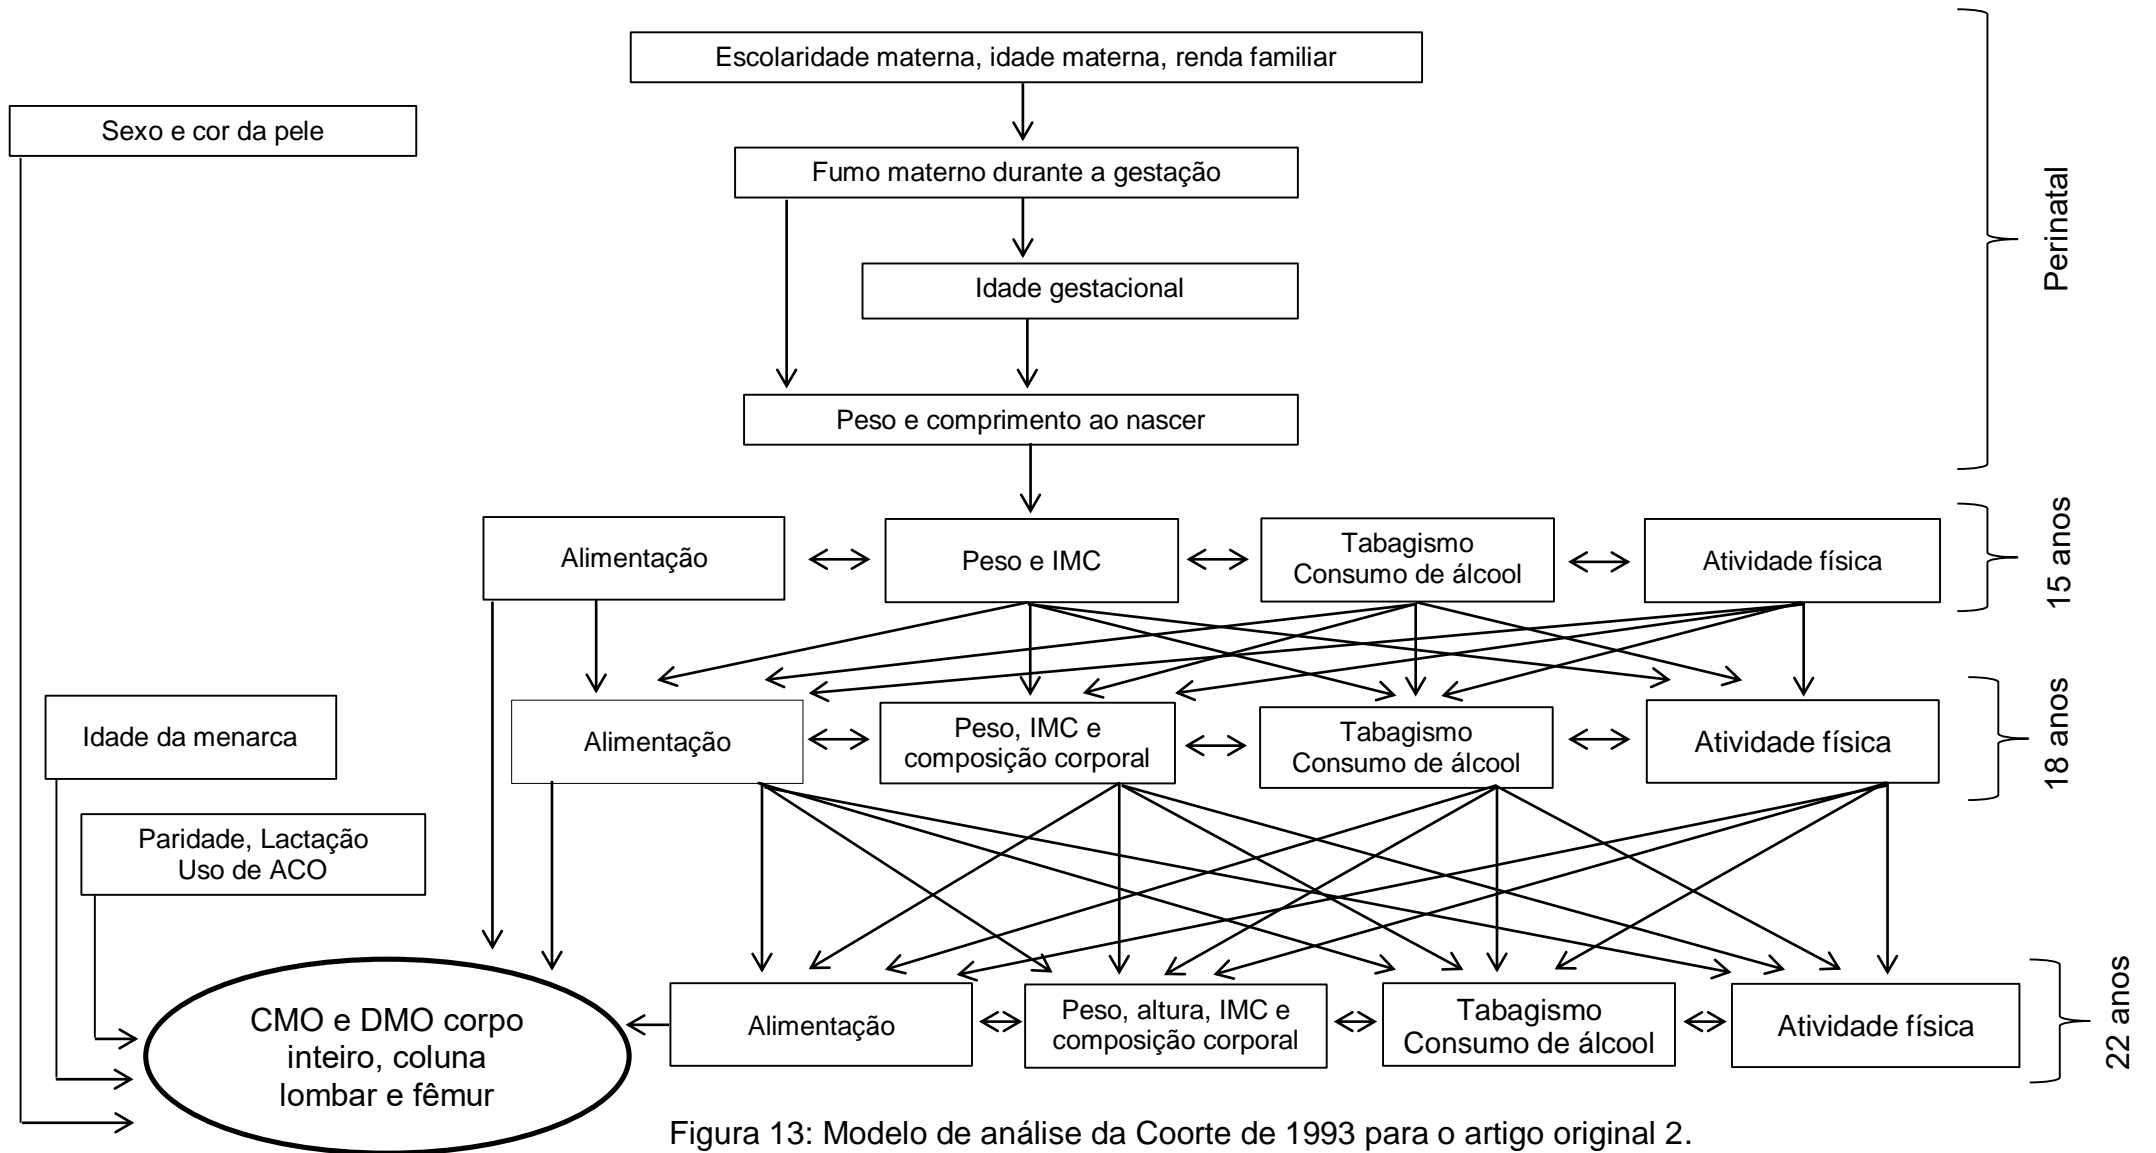 Escolaridade materna, idade materna, renda familiar
Sexo e cor da pele
Fumo materno durante a gestação
Idade gestacional
Peso e comprimento ao nascer
Perinatal
Alimentação
Peso e IMC
Tabagismo
Consumo de álcool
Atividade física
15 anos
Idade da menarca
Alimentação
Peso, IMC e
composição corporal
Tabagismo
Consumo de álcool
Atividade física
18 anos
Paridade, Lactação
Uso de ACO
CMO e DMO corpo
inteiro, coluna
lombar e fêmur
Alimentação
Peso, altura, IMC e
composição corporal
Tabagismo
Consumo de álcool
Atividade física
22 anos
Figura 13: Modelo de análise da Coorte de 1993 para o artigo original 2.